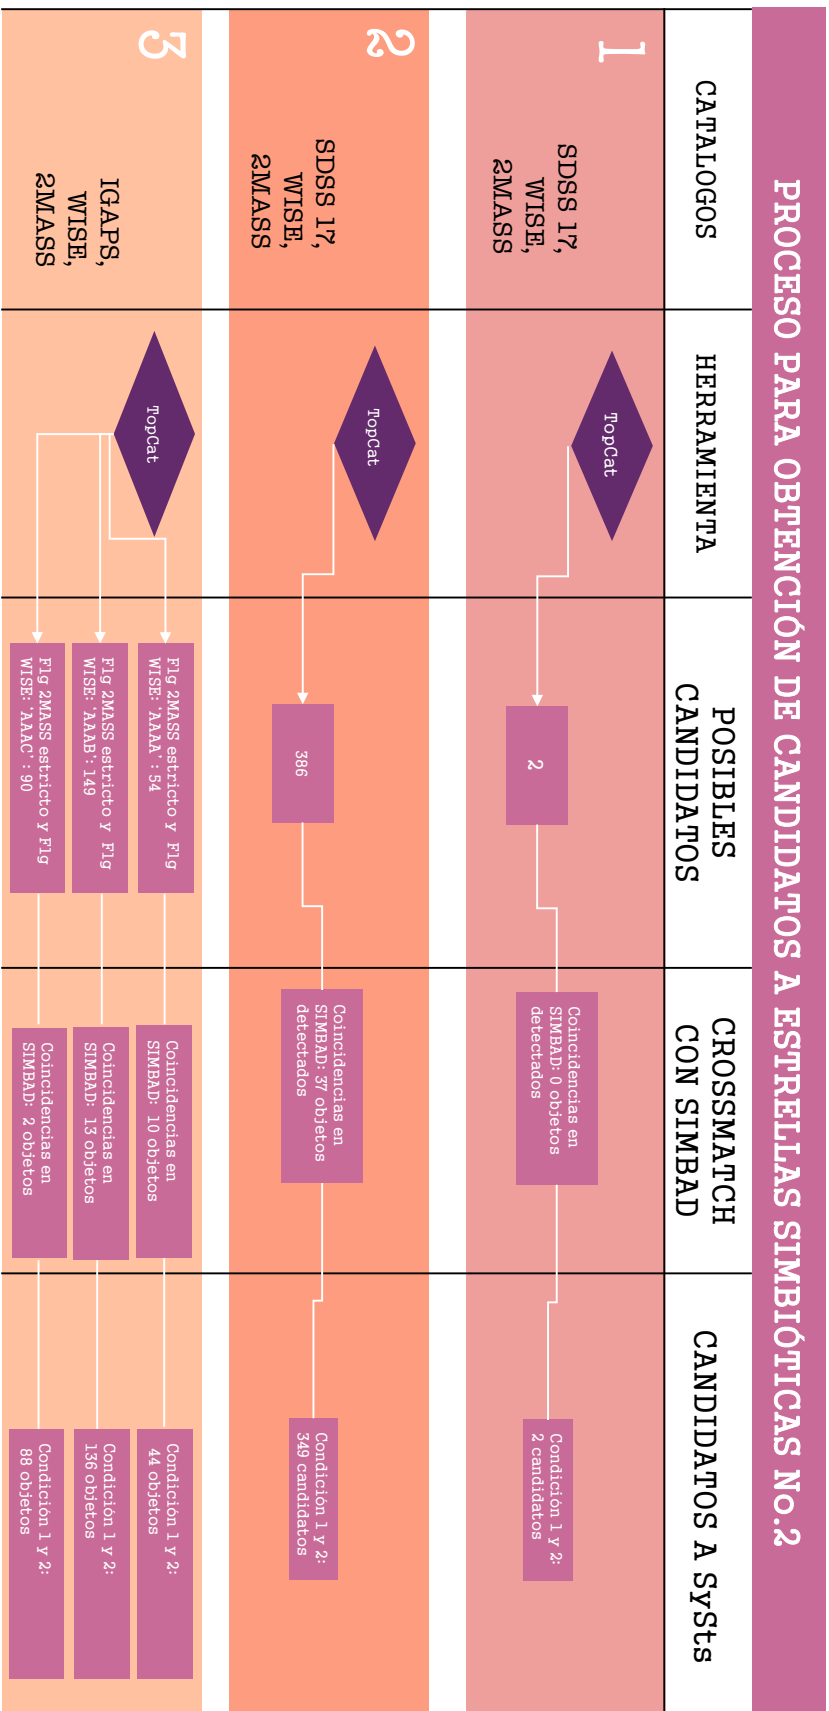 PROCESO PARA OBTENCIÓN DE CANDIDATOS A ESTRELLAS SIMBIÓTICAS No.2
CATALOGOS
HERRAMIENTA
POSIBLES
CANDIDATOS
CROSSMATCH
CON SIMBAD
CANDIDATOS A SySts
1
SDSS 17,
WISE,
2MASS
TopCat
2
Coincidencias en
SIMBAD: 0 objetos
detectados
Condición 1 y 2:
2 candidatos
2
SDSS 17,
WISE,
2MASS
TopCat
386
Coincidencias en
SIMBAD: 37 objetos
detectados
Condición 1 y 2:
349 candidatos
3
IGAPS,
WISE,
2MASS
TopCat
Flg 2MASS estricto y Flg
WISE: 'AAAA' : 54
Coincidencias en
SIMBAD: 10 objetos
Condición 1 y 2:
44 objetos
Flg 2MASS estricto y Flg
WISE: 'AAAB': 149
Coincidencias en
SIMBAD: 13 objetos
Condición 1 y 2:
136 objetos
Flg 2MASS estricto y Flg
WISE: 'AAAC' : 90
Coincidencias en
SIMBAD: 2 objetos
Condición 1 y 2:
88 objetos